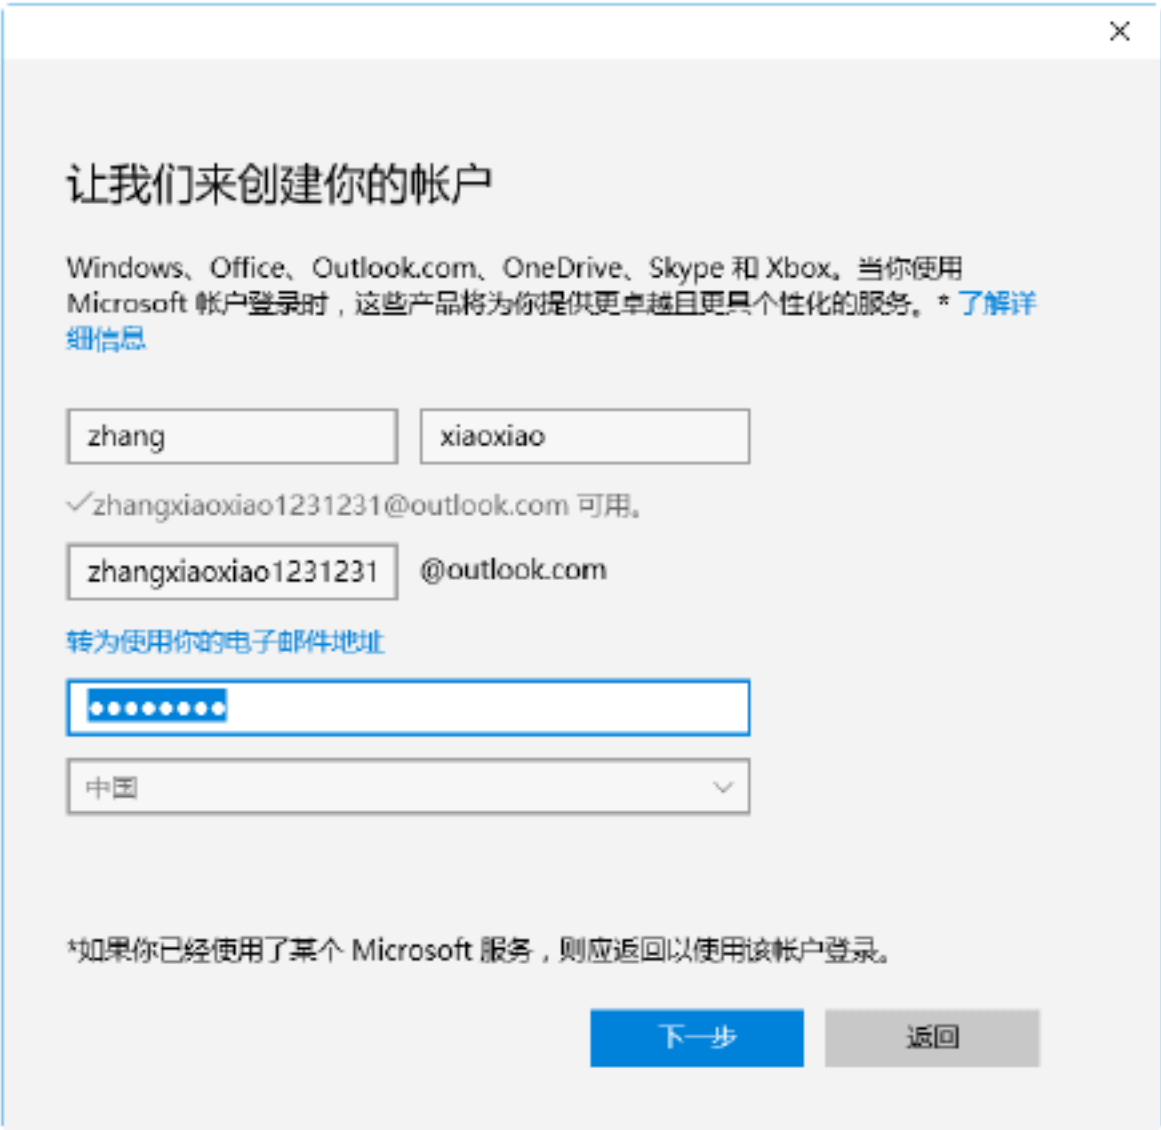 让我们来创建你的帐户
Windows、Office、Outlook.com、OneDrive、Skype 和 Xbox。当你使用
Microsoft 帐户登录时，这些产品将为你提供更卓越且更具个性化的服务。* 了解详
细信息
zhang xiaoxiao
✓zhangxiaoxiao1231231@outlook.com 可用。
zhangxiaoxiao1231231 @outlook.com
转为使用你的电子邮件地址
●●●●●●●●
中国
*如果你已经使用了某个 Microsoft 服务，则应返回以使用该帐户登录。
下一步 返回